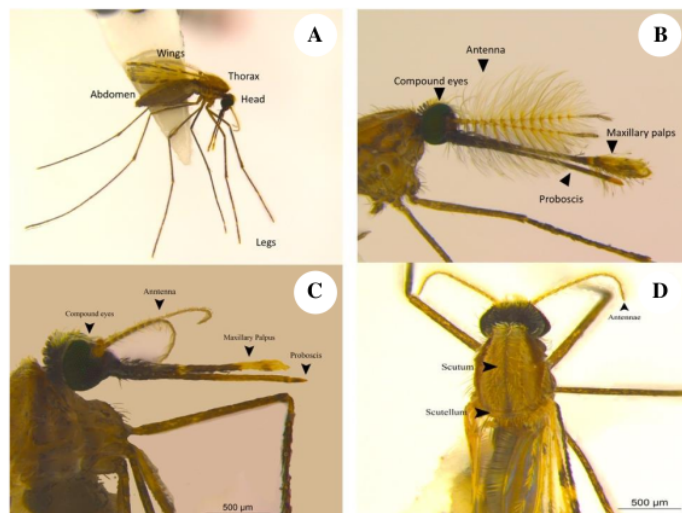 A
Wings
Thorax
Abdomen
Head
Legs
B
Antenna
Compound eyes
Maxillary palps
Proboscis
C
Anntenna
Compound eyes
Maxillary Palpus
Proboscis
500 µm
D
Antennae
Scutum
Scutellum
500 µm